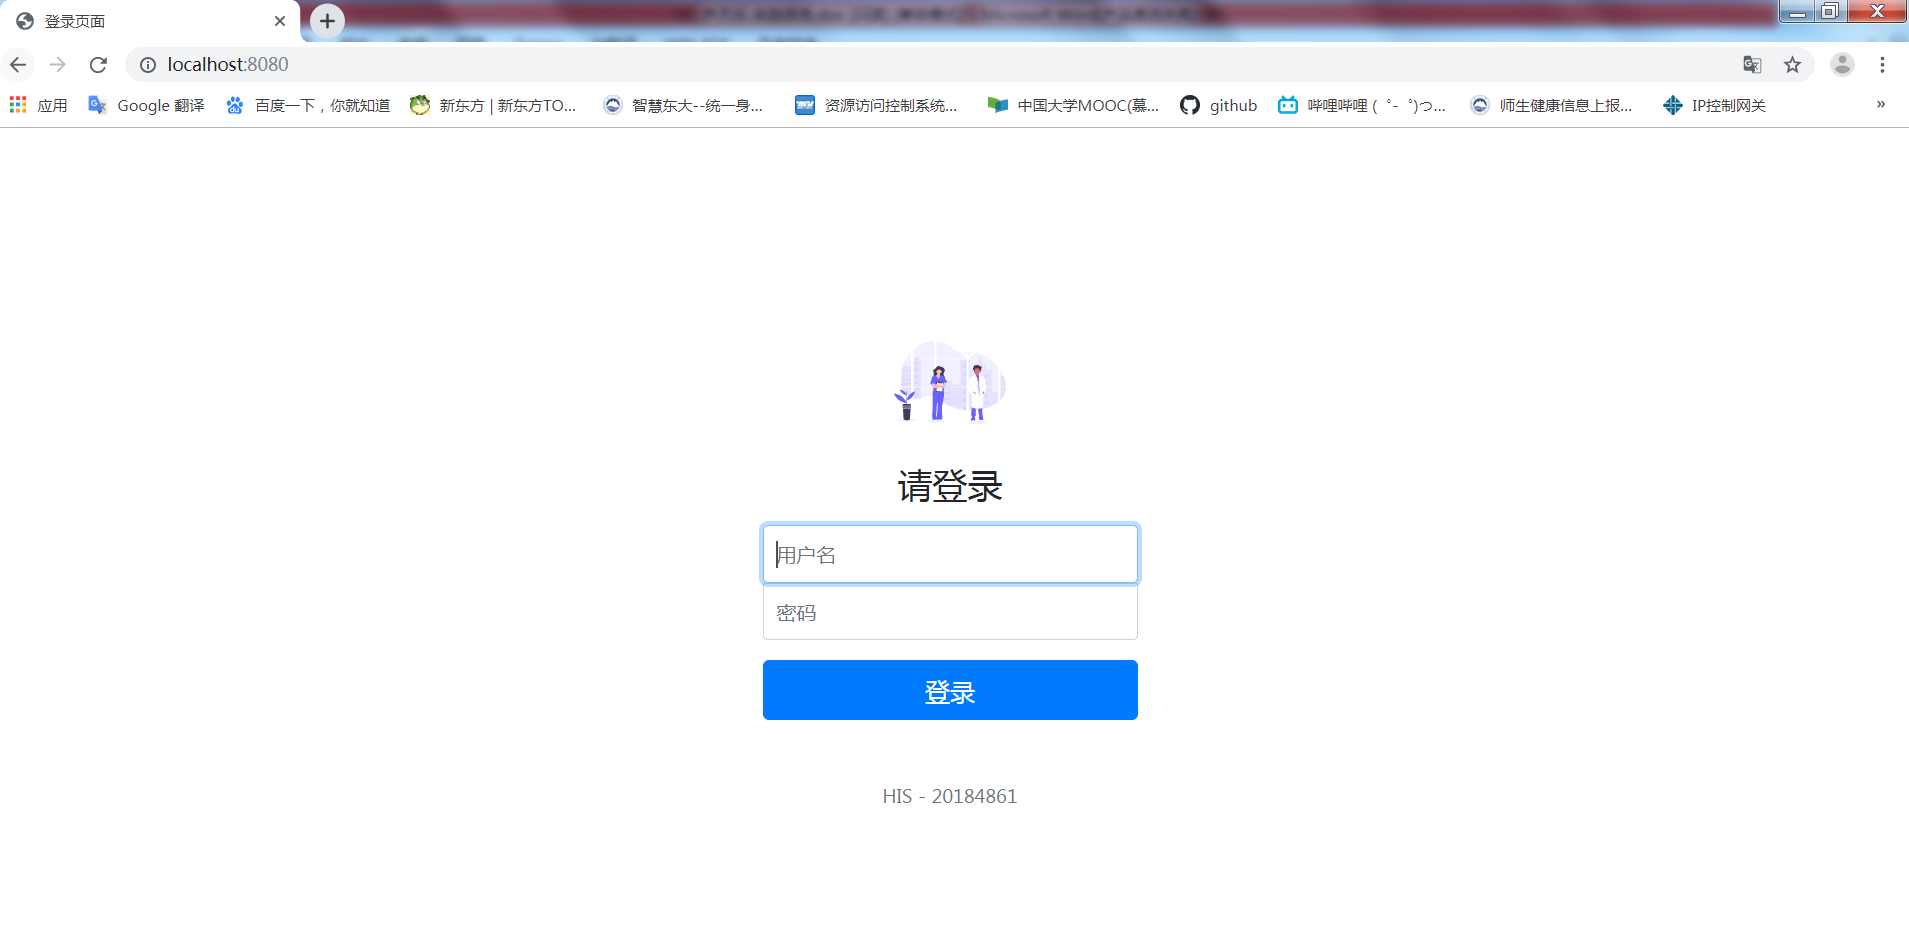 登录页面
localhost:8080
应用 Google 翻译 百度一下，你就知道 新东方 | 新东方TO... 智慧东大--统一身... 资源访问控制系统... 中国大学MOOC(慕... github 哔哩哔哩 ( ゜- ゜)つ... 师生健康信息上报... IP控制网关 »
请登录
用户名
密码
登录
HIS - 20184861